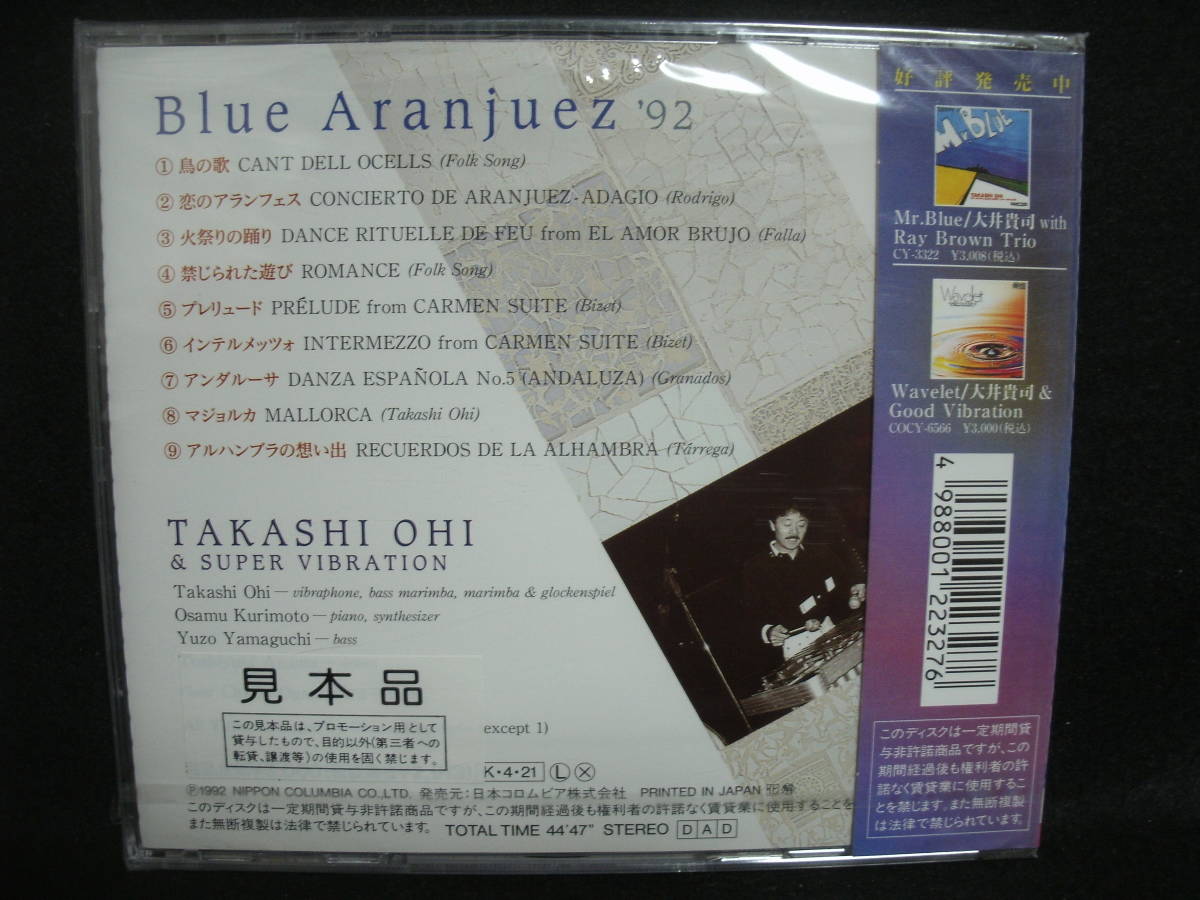 Blue Aranjuez '92
① 鳥の歌 CANT DELL OCELLS (Folk Song)
② 恋のアランフェス CONCIERTO DE ARANJUEZ-ADAGIO (Rodrigo)
③ 火祭りの踊り DANCE RITUELLE DE FEU from EL AMOR BRUJO (Falla)
④ 禁じられた遊び ROMANCE (Folk Song)
⑤ プレリュード PRÉLUDE from CARMEN SUITE (Bizet)
⑥ インテルメッツォ INTERMEZZO from CARMEN SUITE (Bizet)
⑦ アンダルーサ DANZA ESPAÑOLA No.5 (ANDALUZA) (Granados)
⑧ マジョルカ MALLORCA (Takashi Ohi)
⑨ アルハンブラの想い出 RECUERDOS DE LA ALHAMBRA (Tárrega)
TAKASHI OHI
& SUPER VIBRATION
Takashi Ohi—vibraphone, bass marimba, marimba & glockenspiel
Osamu Kurimoto—piano, synthesizer
Yuzo Yamaguchi—bass
見本品
この見本品は、プロモーション用として
貸与したもので、目的以外(第三者への
転貸、譲渡等)の使用を固く禁じます。
except 1)
K・4・21 Ⓛ Ⓧ
Ⓟ1992 NIPPON COLUMBIA CO.,LTD. 発売元:日本コロムビア株式会社 PRINTED IN JAPAN
このディスクは一定期間貸与非許諾商品ですが、この期間経過後も権利者の許諾なく賃貸業に使用することを
また無断複製は法律で禁じられています。 TOTAL TIME 44'47" STEREO D A D
好評発売中
Mr.BLUE
TAKASHI OHI
Mr.Blue/大井貴司 with
Ray Brown Trio
CY-3322 ¥3,008(税込)
Wavelet
Wavelet/大井貴司 &
Good Vibration
COCY-6566 ¥3,000(税込)
4 988001 223276
このディスクは一定期間貸
与非許諾商品ですが、この
期間経過後も権利者の許
諾なく賃貸業に使用するこ
とを禁じます。また無断複製
は法律で禁じられています。